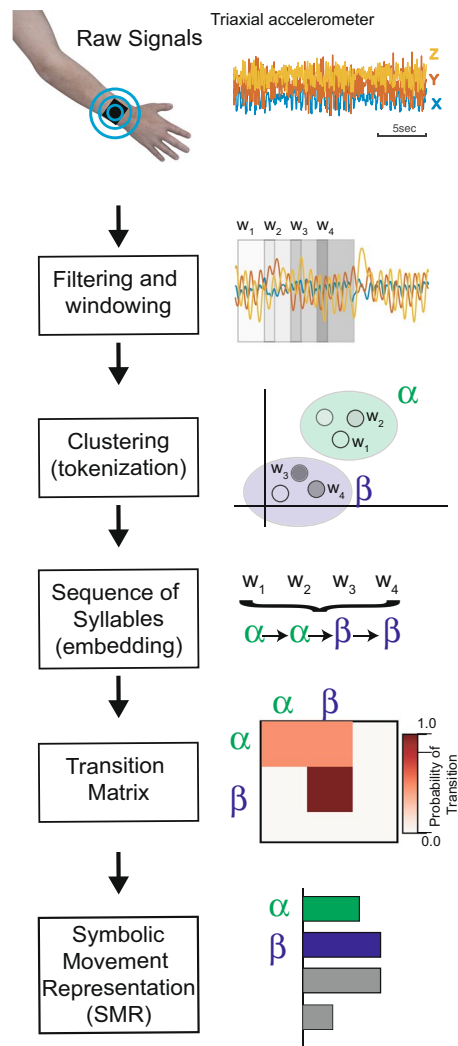 Raw Signals
Triaxial accelerometer
Z
Y
X
5sec
Filtering and
windowing
w₁ w₂ w₃ w₄
Clustering
(tokenization)
α
w₂
w₁
w₃
w₄
β
Sequence of
Syllables
(embedding)
w₁ w₂ w₃ w₄
α→α→β→β
Transition
Matrix
α β
α
β
1.0
0.0
Probability of
Transition
Symbolic
Movement
Representation
(SMR)
α
β